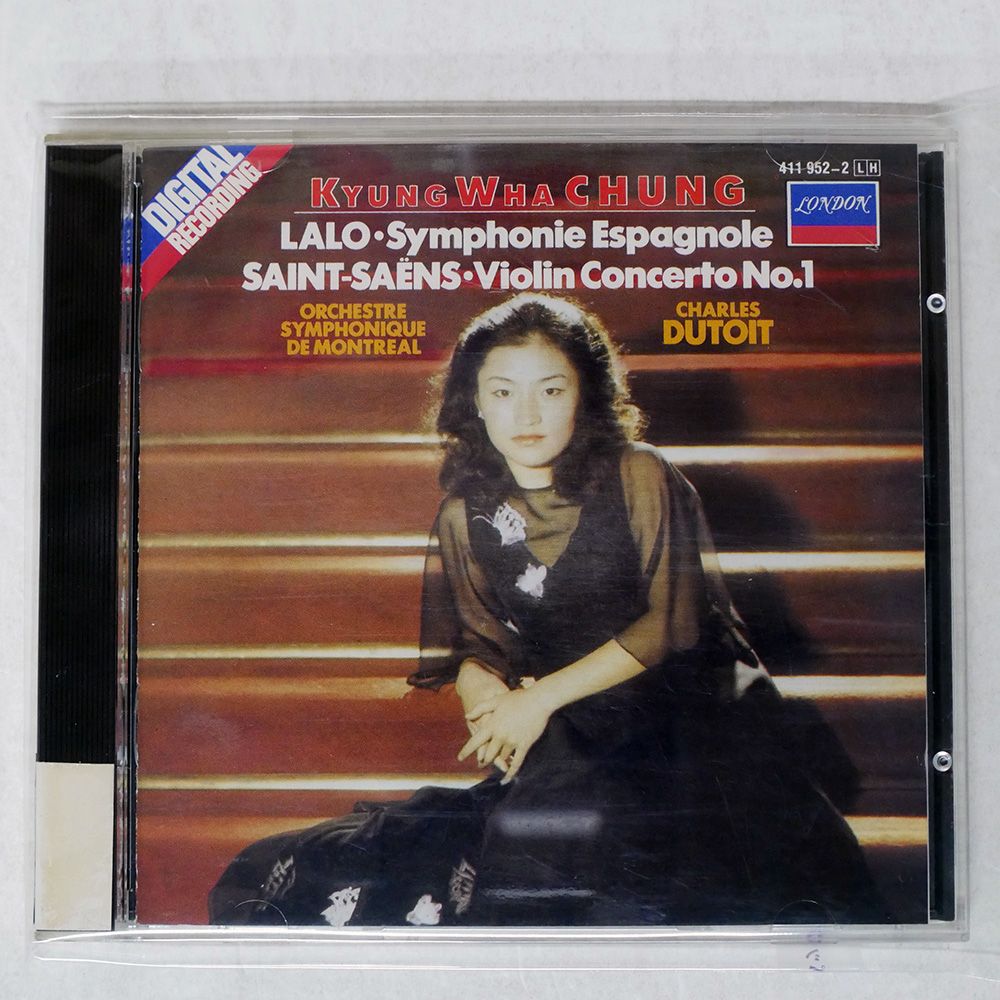 DIGITAL
RECORDING
KYUNG WHA CHUNG
411 952-2 LH
LONDON
LALO·Symphonie Espagnole
SAINT-SAËNS·Violin Concerto No.1
ORCHESTRE
SYMPHONIQUE
DE MONTREAL
CHARLES
DUTOIT